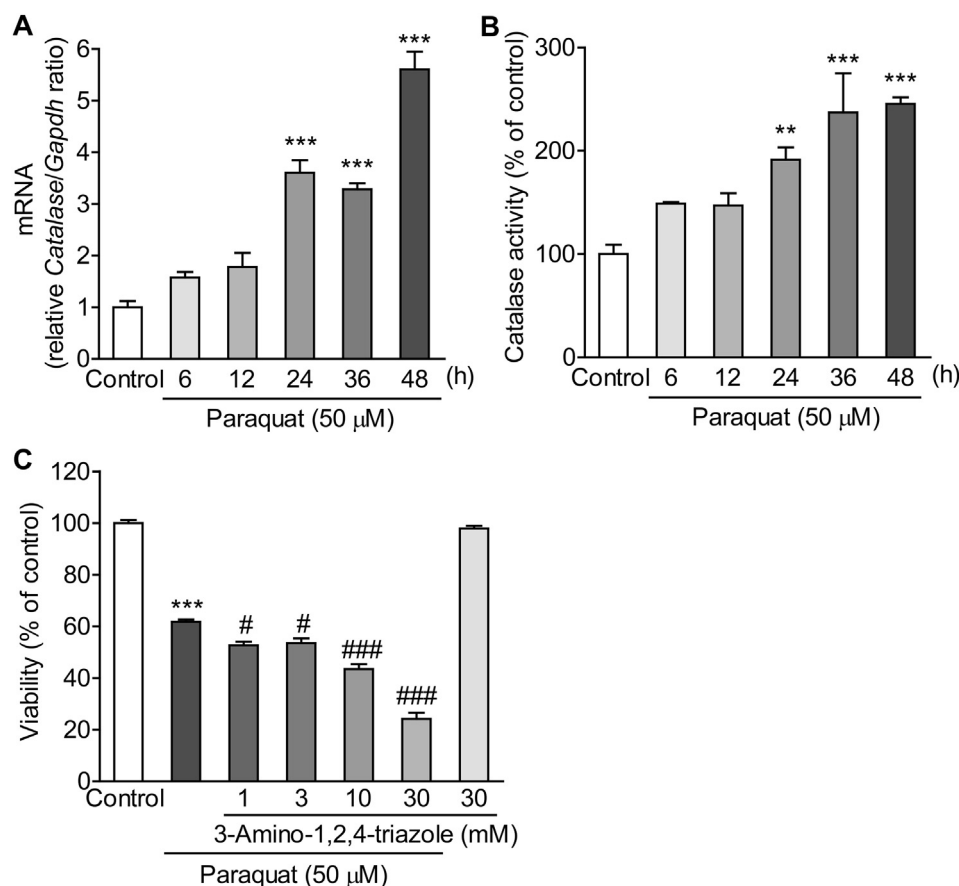 A
mRNA
(relative Catalase/Gapdh ratio)
6
5
4
3
2
1
0
***
***
***
Control 6 12 24 36 48 (h)
Paraquat (50 μM)
B
Catalase activity (% of control)
300
200
100
0
**
***
***
Control 6 12 24 36 48 (h)
Paraquat (50 μM)
C
Viability (% of control)
120
100
80
60
40
20
0
***
#
#
###
###
Control 1 3 10 30 30
3-Amino-1,2,4-triazole (mM)
Paraquat (50 μM)